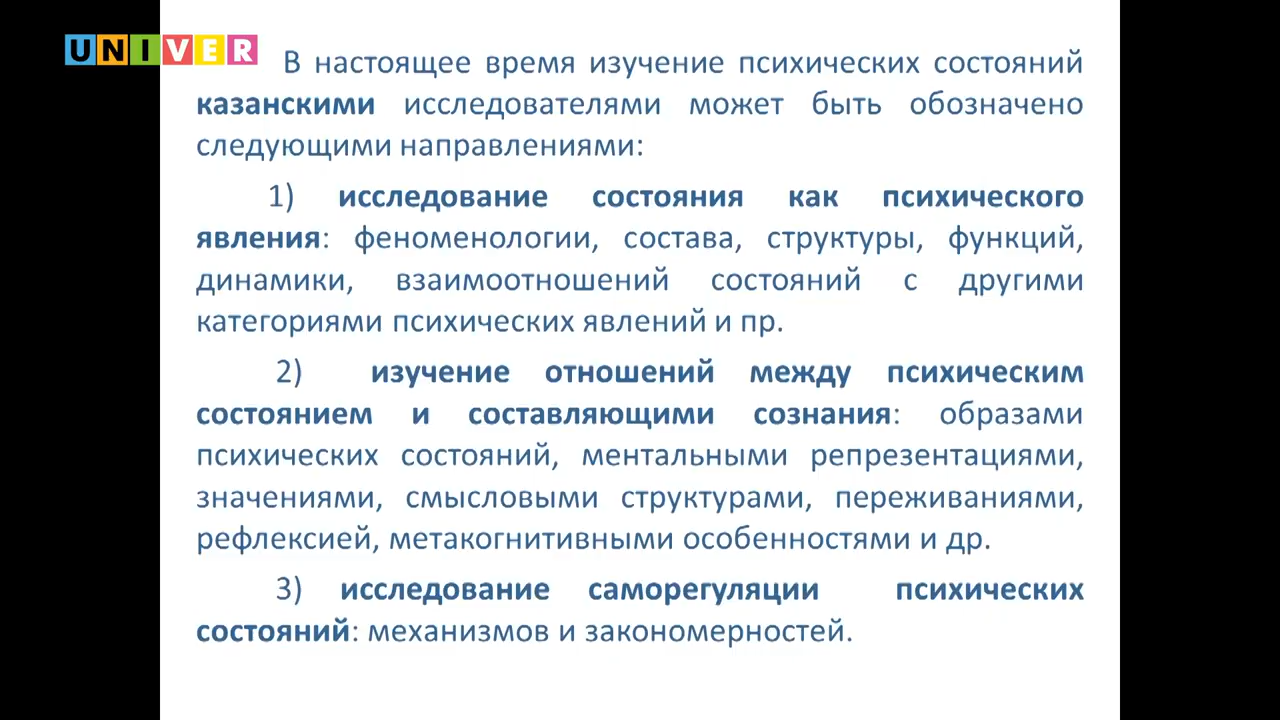 UNIVER
В настоящее время изучение психических состояний
казанскими исследователями может быть обозначено
следующими направлениями:
1) исследование состояния как психического
явления: феноменологии, состава, структуры, функций,
динамики, взаимоотношений состояний с другими
категориями психических явлений и пр.
2) изучение отношений между психическим
состоянием и составляющими сознания: образами
психических состояний, ментальными репрезентациями,
значениями, смысловыми структурами, переживаниями,
рефлексией, метакогнитивными особенностями и др.
3) исследование саморегуляции психических
состояний: механизмов и закономерностей.